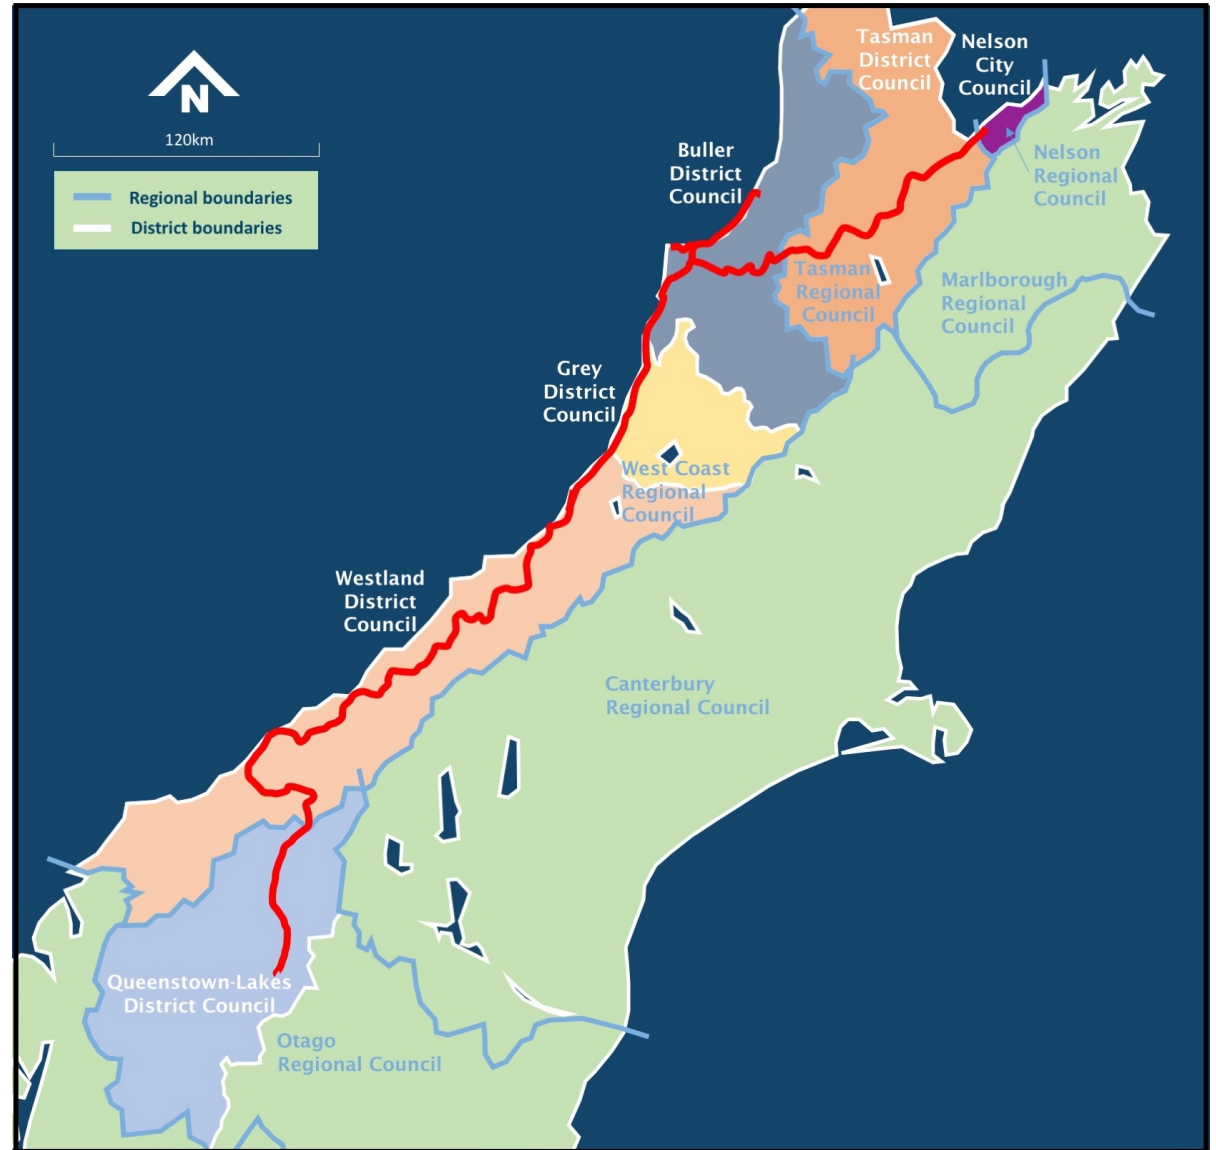 N
120km
Regional boundaries
District boundaries
Tasman
District
Council
Nelson
City
Council
Buller
District
Council
Nelson
Regional
Council
Tasman
Regional
Council
Marlborough
Regional
Council
Grey
District
Council
West Coast
Regional
Council
Westland
District
Council
Canterbury
Regional Council
Queenstown-Lakes
District Council
Otago
Regional Council